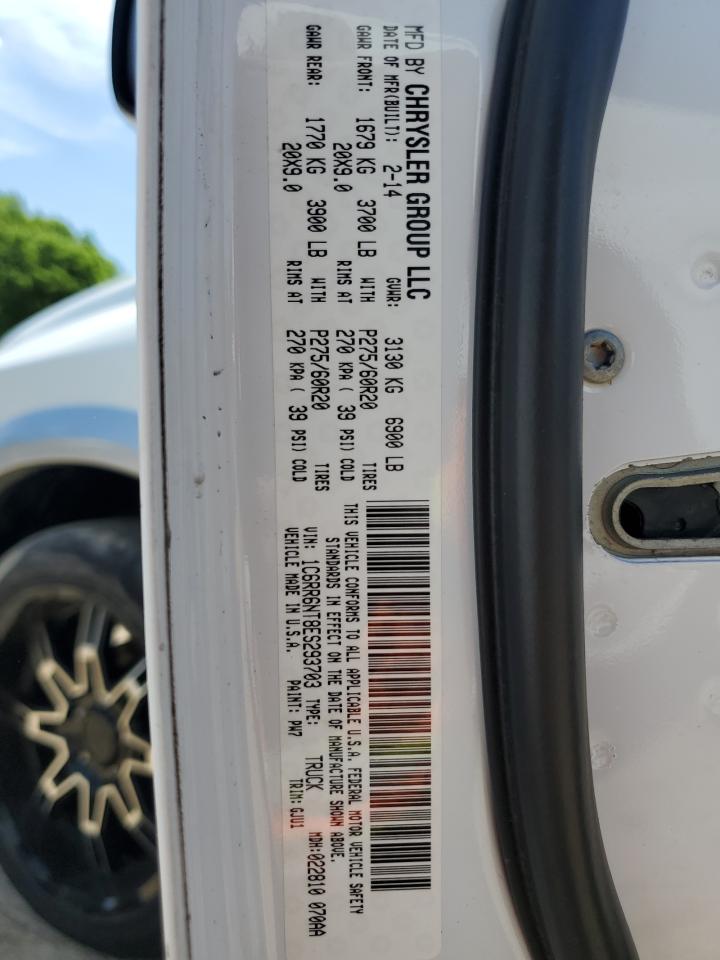 MFD BY CHRYSLER GROUP LLC
DATE OF MFR(BUILT): 2-14 GVWR: 3130 KG 6900 LB
GAWR FRONT: 1679 KG 3700 LB WITH P275/60R20 TIRES
20X9.0 RIMS AT 270 KPA ( 39 PSI) COLD
GAWR REAR: 1770 KG 3900 LB WITH P275/60R20 TIRES
20X9.0 RIMS AT 270 KPA ( 39 PSI) COLD
THIS VEHICLE CONFORMS TO ALL APPLICABLE U.S.A. FEDERAL MOTOR VEHICLE SAFETY
STANDARDS IN EFFECT ON THE DATE OF MANUFACTURE SHOWN ABOVE.
VIN: 1C6RR6NT8ES293703 TYPE: TRUCK MDH:022810 070AA
VEHICLE MADE IN U.S.A. PAINT: PW7 TRIM: GJU1